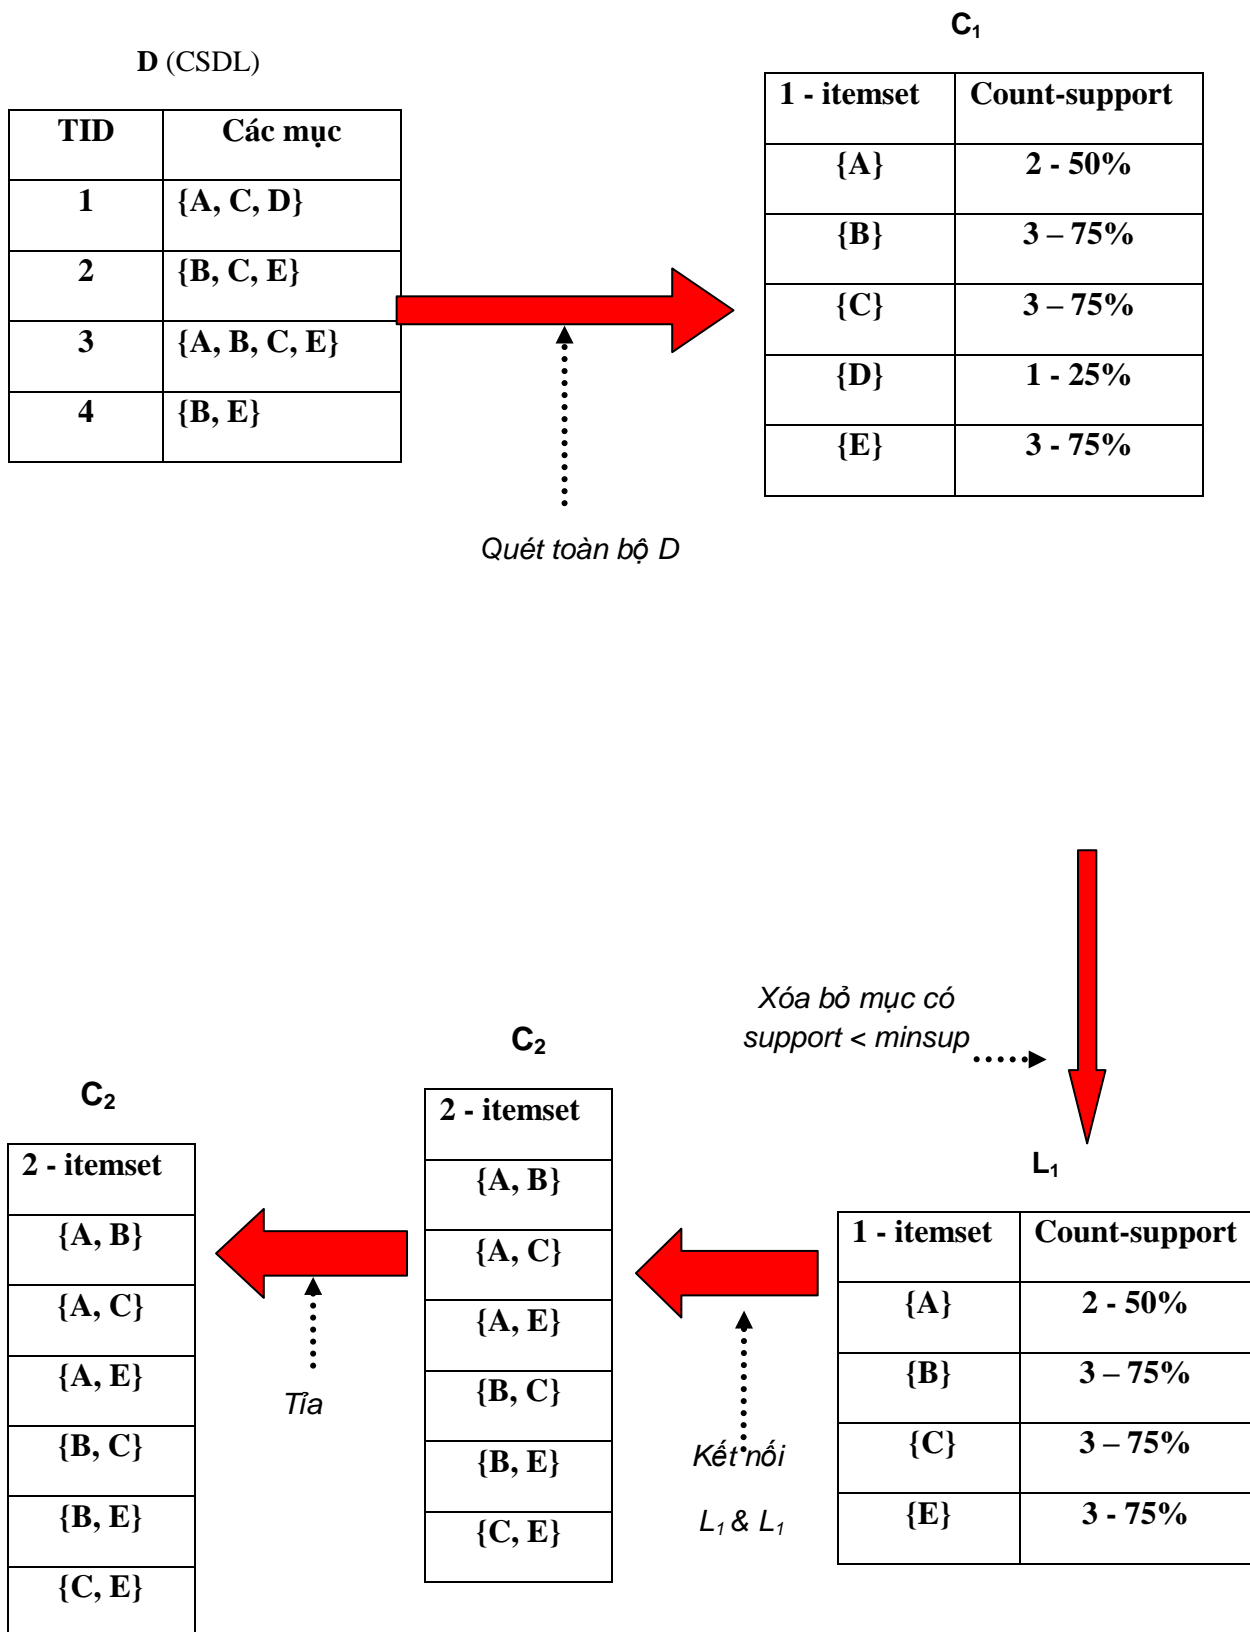 D (CSDL)
TID Các mục
1 {A, C, D}
2 {B, C, E}
3 {A, B, C, E}
4 {B, E}
C₁
1 - itemset Count-support
{A} 2 - 50%
{B} 3 – 75%
{C} 3 – 75%
{D} 1 - 25%
{E} 3 - 75%
Quét toàn bộ D
Xóa bỏ mục có
support < minsup
L₁
1 - itemset Count-support
{A} 2 - 50%
{B} 3 – 75%
{C} 3 – 75%
{E} 3 - 75%
Kết nối
L₁ & L₁
C₂
2 - itemset
{A, B}
{A, C}
{A, E}
{B, C}
{B, E}
{C, E}
Tỉa
C₂
2 - itemset
{A, B}
{A, C}
{A, E}
{B, C}
{B, E}
{C, E}